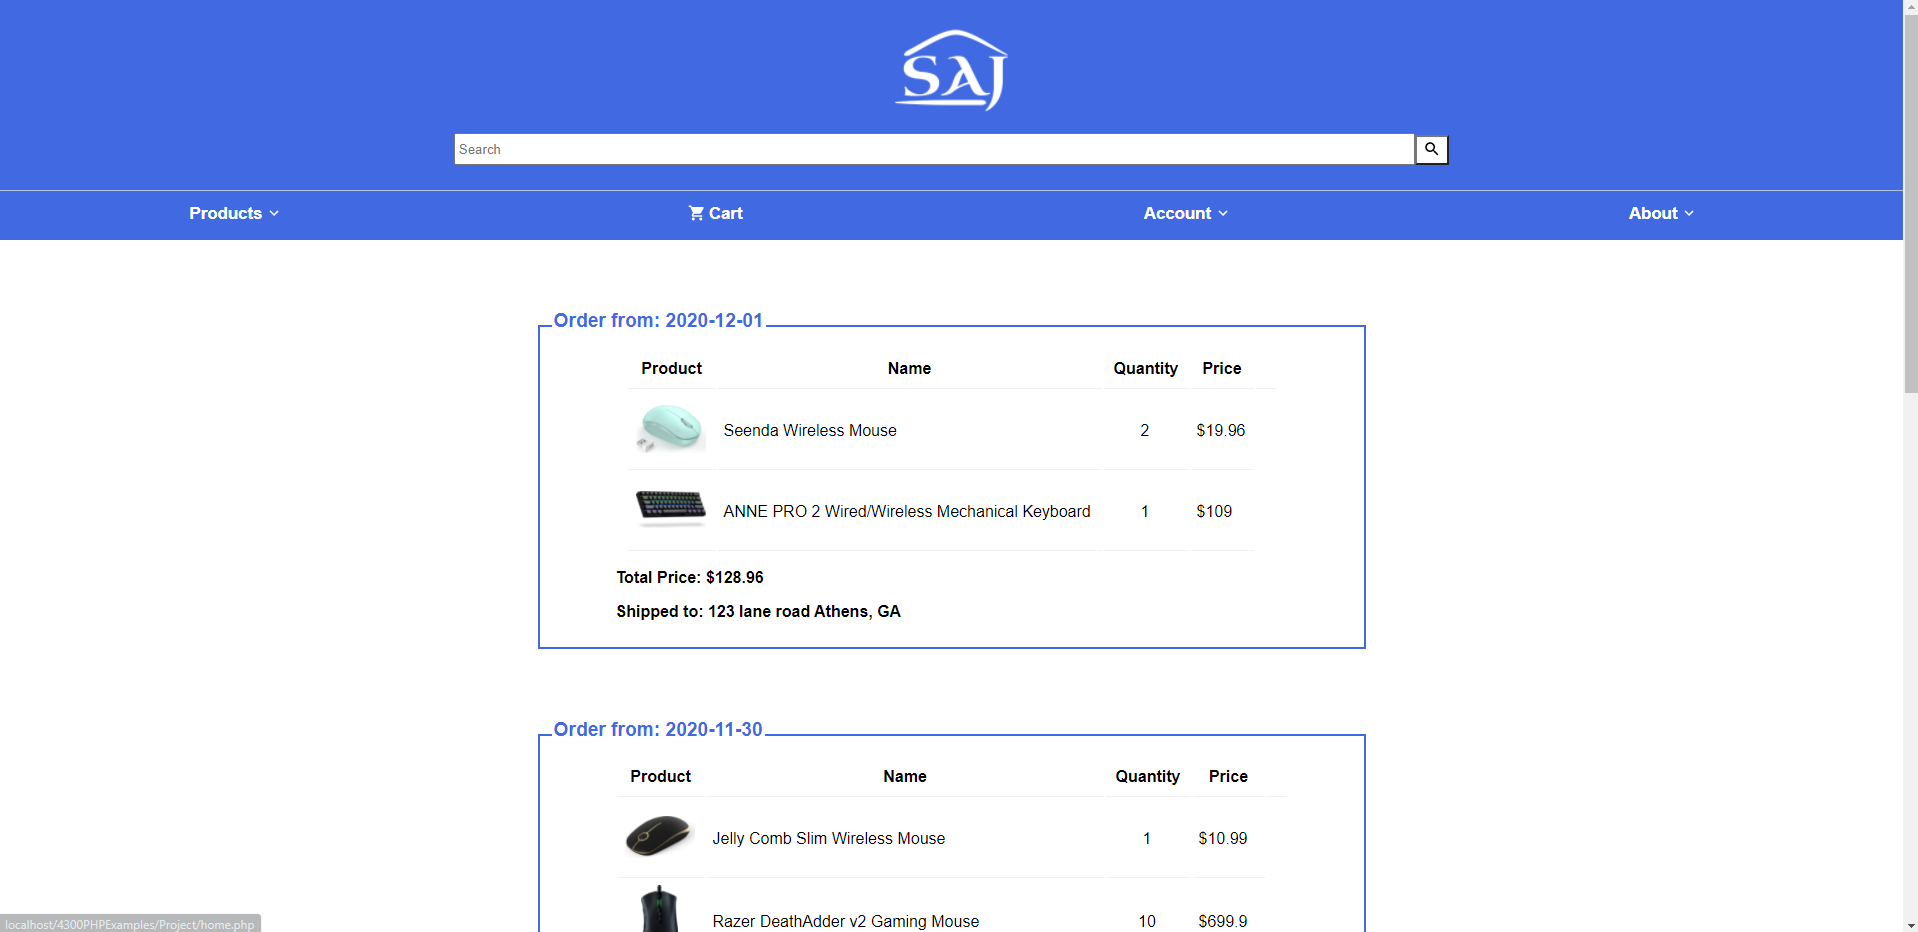 SAJ
Search
Products Cart Account About
Order from: 2020-12-01
Product Name Quantity Price
Seenda Wireless Mouse 2 $19.96
ANNE PRO 2 Wired/Wireless Mechanical Keyboard 1 $109
Total Price: $128.96
Shipped to: 123 lane road Athens, GA
Order from: 2020-11-30
Product Name Quantity Price
Jelly Comb Slim Wireless Mouse 1 $10.99
Razer DeathAdder v2 Gaming Mouse 10 $699.9
localhost/4300PHPExamples/Project/home.php